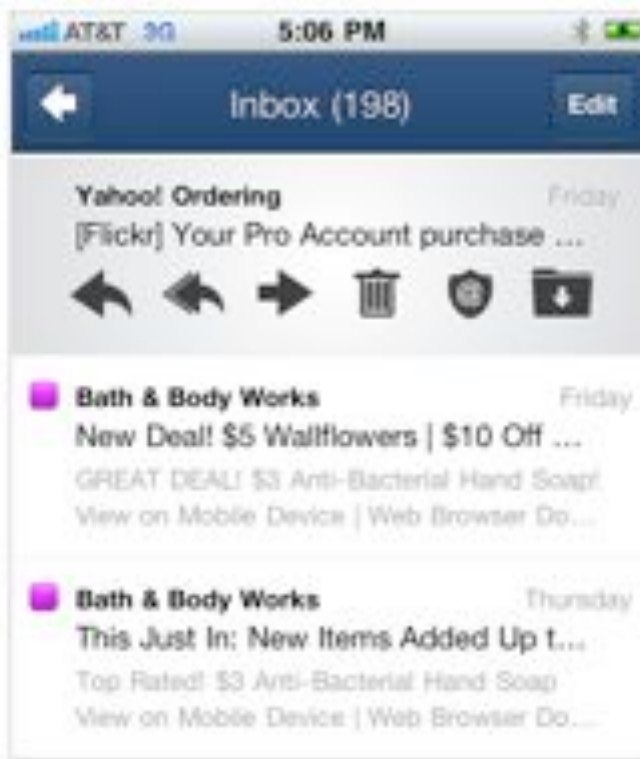 AT&T 3G 5:06 PM
Inbox (198) Edit
Yahoo! Ordering Friday
[Flickr] Your Pro Account purchase ...
Bath & Body Works Friday
New Deal! $5 Wallflowers | $10 Off ...
GREAT DEAL! $3 Anti-Bacterial Hand Soap!
View on Mobile Device | Web Browser Do...
Bath & Body Works Thursday
This Just In: New Items Added Up t...
Top Rated! $3 Anti-Bacterial Hand Soap
View on Mobile Device | Web Browser Do...